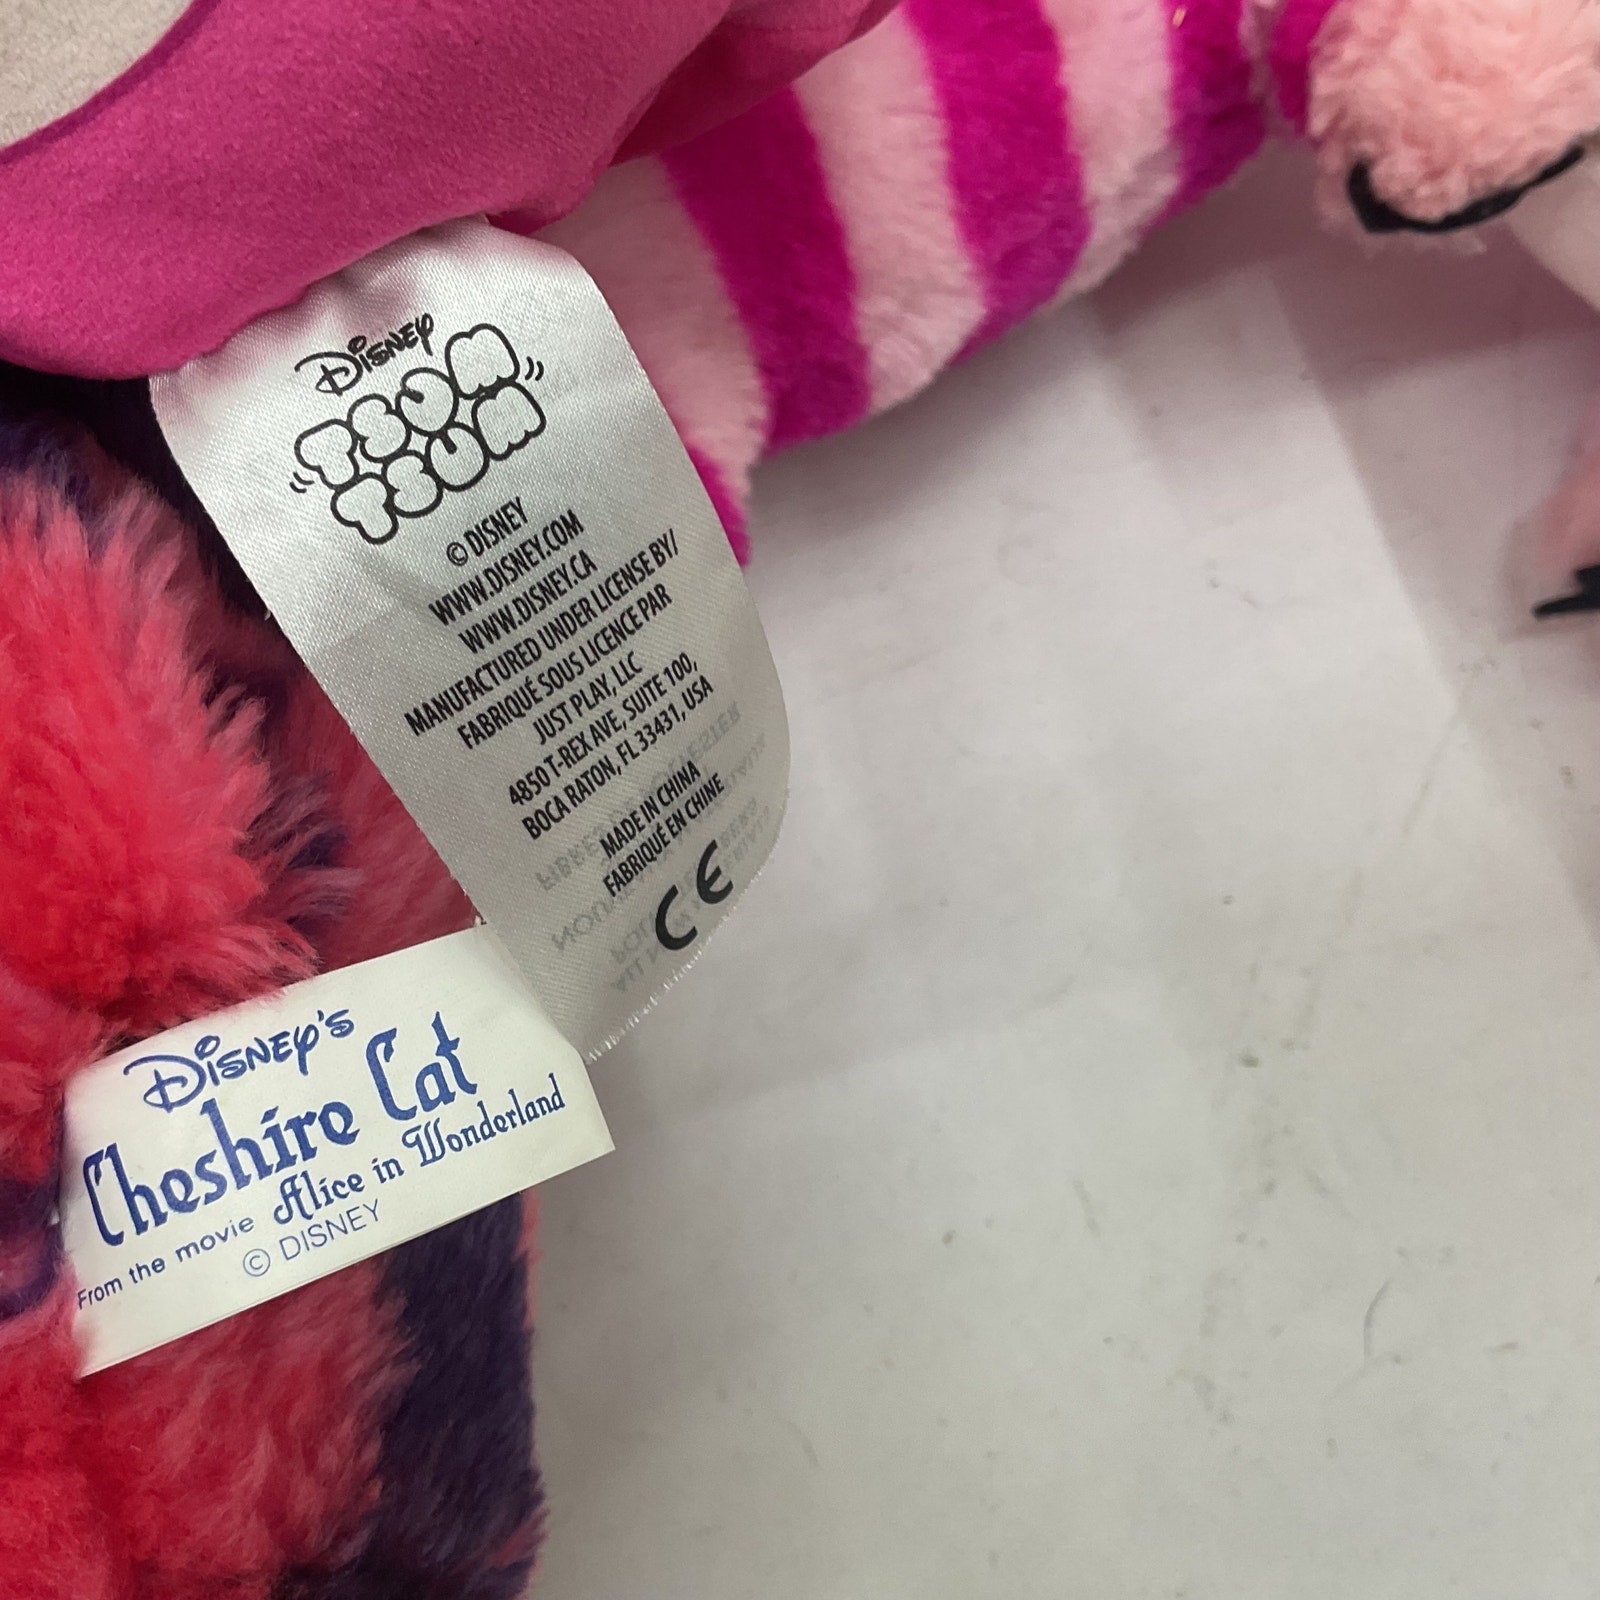 Disney
TSUM
TSUM
© DISNEY
WWW.DISNEY.COM
WWW.DISNEY.CA
MANUFACTURED UNDER LICENSE BY/
FABRIQUÉ SOUS LICENCE PAR
JUST PLAY, LLC
4850 T-REX AVE, SUITE 100,
BOCA RATON, FL 33431, USA
MADE IN CHINA
FABRIQUÉ EN CHINE
CE
Disney's
Cheshire Cat
From the movie Alice in Wonderland
© DISNEY